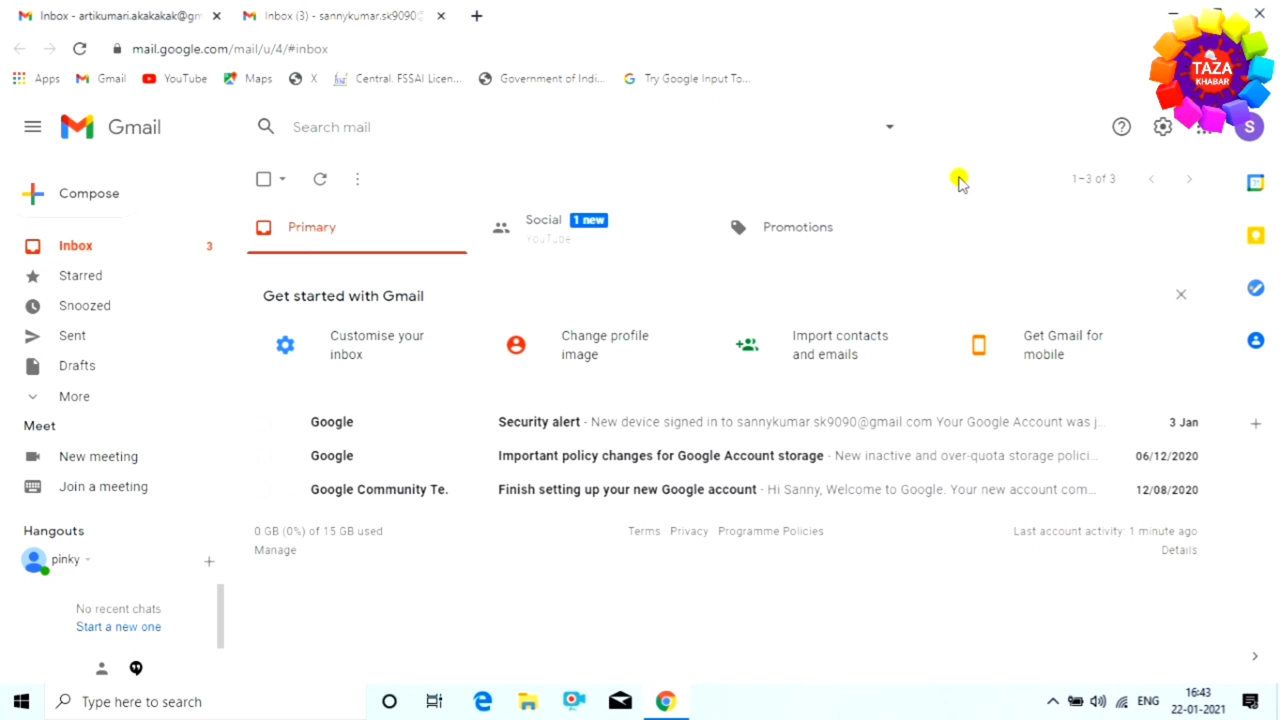 Inbox - artikumari.akakakak@gm
Inbox (3) - sannykumar.sk9090
mail.google.com/mail/u/4/#inbox
Apps
Gmail
YouTube
Maps
X
Central. FSSAI Licen...
Government of Indi...
Try Google Input To...
TAZA
KHABAR
Gmail
Search mail
S
Compose
1–3 of 3
Primary
Social 1 new
YouTube
Promotions
Inbox 3
Starred
Snoozed
Sent
Drafts
More
Get started with Gmail
Customise your
inbox
Change profile
image
Import contacts
and emails
Get Gmail for
mobile
Google Security alert - New device signed in to sannykumar sk9090@gmail com Your Google Account was j... 3 Jan
Google Important policy changes for Google Account storage - New inactive and over-quota storage polici... 06/12/2020
Google Community Te. Finish setting up your new Google account - Hi Sanny, Welcome to Google. Your new account com... 12/08/2020
Meet
New meeting
Join a meeting
Hangouts
pinky
No recent chats
Start a new one
0 GB (0%) of 15 GB used
Manage
Terms Privacy Programme Policies
Last account activity 1 minute ago
Details
Type here to search
ENG
16:43
22-01-2021